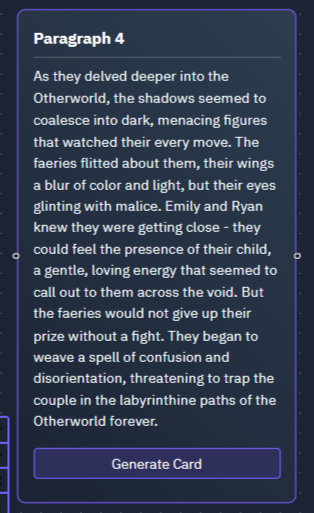 Paragraph 4
As they delved deeper into the
Otherworld, the shadows seemed to
coalesce into dark, menacing figures
that watched their every move. The
faeries flitted about them, their wings
a blur of color and light, but their eyes
glinting with malice. Emily and Ryan
knew they were getting close - they
could feel the presence of their child,
a gentle, loving energy that seemed to
call out to them across the void. But
the faeries would not give up their
prize without a fight. They began to
weave a spell of confusion and
disorientation, threatening to trap the
couple in the labyrinthine paths of the
Otherworld forever.
Generate Card